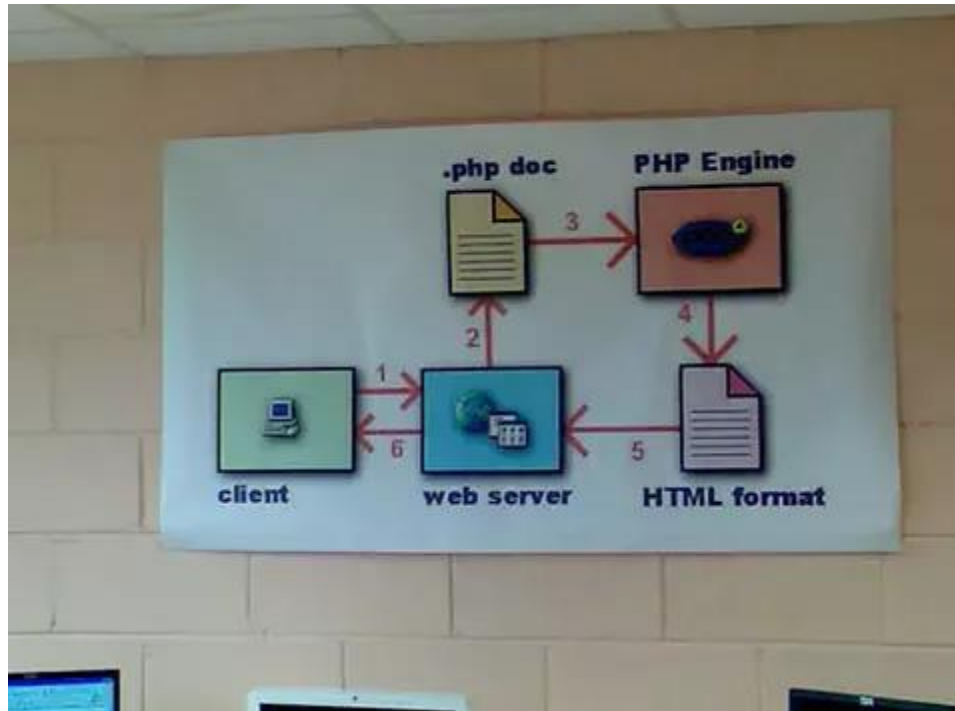 .php doc
PHP Engine
3
4
2
1
6
5
client
web server
HTML format